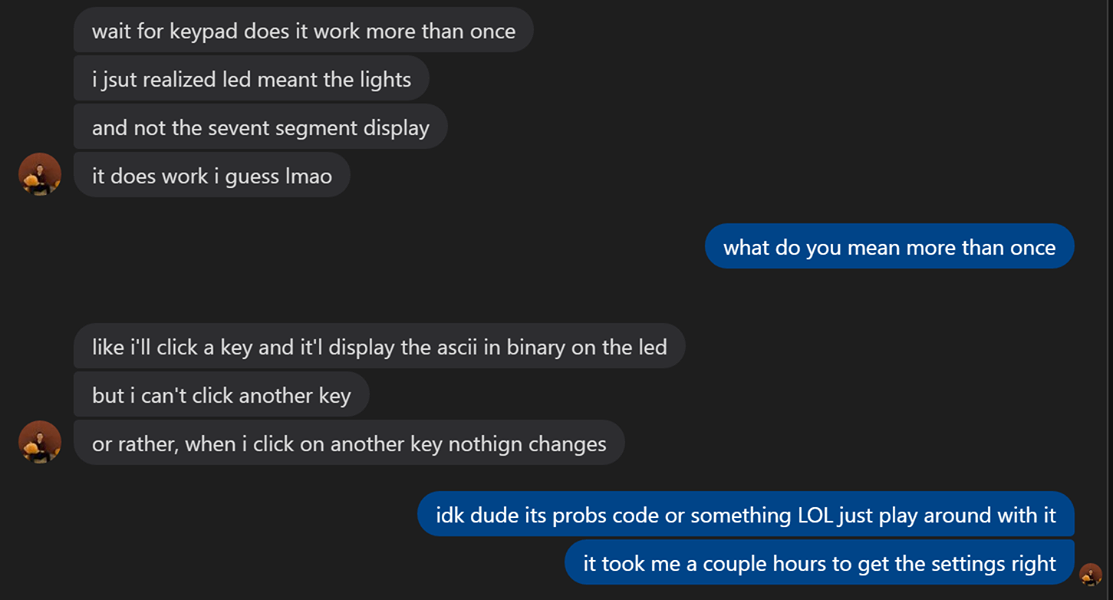 wait for keypad does it work more than once
i jsut realized led meant the lights
and not the sevent segment display
it does work i guess lmao
what do you mean more than once
like i'll click a key and it'l display the ascii in binary on the led
but i can't click another key
or rather, when i click on another key nothign changes
idk dude its probs code or something LOL just play around with it
it took me a couple hours to get the settings right